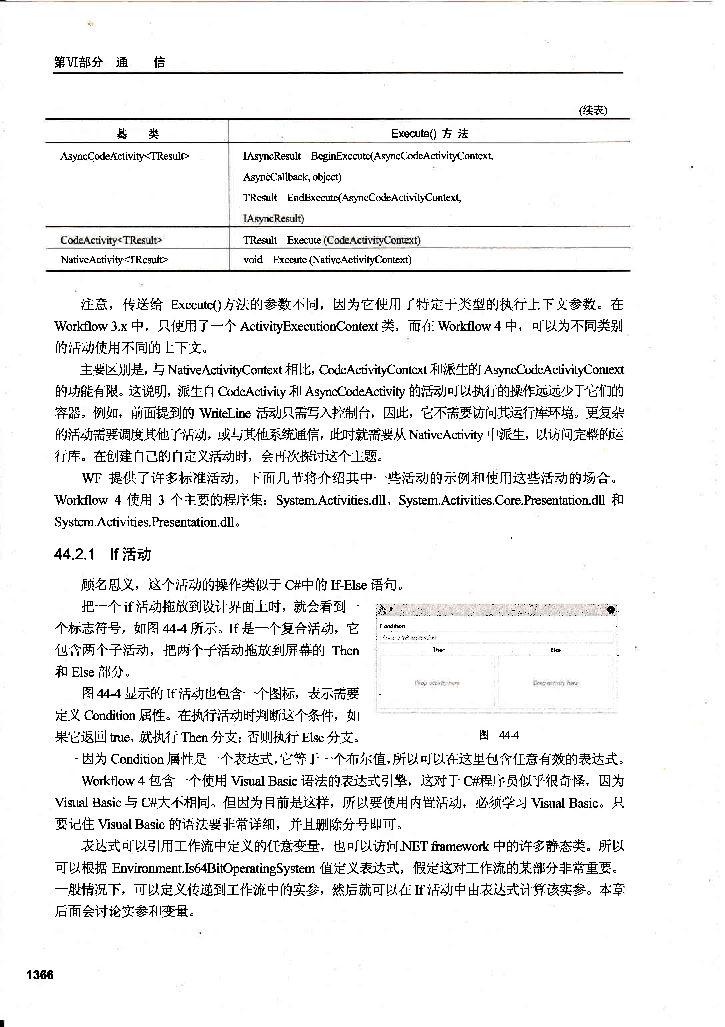 第Ⅵ部分 通 信
(续表)
基 类 Execute() 方 法
AsyncCodeActivity<TResult> IAsyncResult BeginExecute(AsyncCodeActivityContext,
AsyncCallback, object)
TResult EndExecute(AsyncCodeActivityContext,
IAsyncResult)
CodeActivity<TResult> TResult Execute (CodeActivityContext)
NativeActivity<TResult> void Execute (NativeActivityContext)
注意，传送给 Execute()方法的参数不同，因为它使用了特定于类型的执行上下文参数。在
Workflow 3.x 中，只使用了一个 ActivityExecutionContext 类，而在 Workflow 4 中，可以为不同类别
的活动使用不同的上下文。
主要区别是，与 NativeActivityContext 相比，CodeActivityContext 和派生的 AsyncCodeActivityContext
的功能有限。这说明，派生自 CodeActivity 和 AsyncCodeActivity 的活动可以执行的操作远远少于它们的
容器。例如，前面提到的 WriteLine 活动只需写入控制台，因此，它不需要访问其运行库环境。更复杂
的活动需要调度其他子活动，或与其他系统通信，此时就需要从 NativeActivity 中派生，以访问完整的运
行库。在创建自己的自定义活动时，会再次探讨这个主题。
WF 提供了许多标准活动，下面几节将介绍其中一些活动的示例和使用这些活动的场合。
Workflow 4 使用 3 个主要的程序集：System.Activities.dll、System.Activities.Core.Presentation.dll 和
System.Activities.Presentation.dll。
44.2.1 If 活动
顾名思义，这个活动的操作类似于 C#中的 If-Else 语句。
把一个 if 活动拖放到设计界面上时，就会看到一
个标志符号，如图 44-4 所示。If 是一个复合活动，它
包含两个子活动，把两个子活动拖放到屏幕的 Then
和 Else 部分。
图 44-4 显示的 If 活动也包含一个图标，表示需要
定义 Condition 属性。在执行活动时判断这个条件，如
果它返回 true，就执行 Then 分支；否则执行 Else 分支。
Condition
Then Else
Drop activity here Drop activity here
图 44-4
因为 Condition 属性是一个表达式，它等于一个布尔值，所以可以在这里包含任意有效的表达式。
Workflow 4 包含一个使用 Visual Basic 语法的表达式引擎，这对于 C#程序员似乎很奇怪，因为
Visual Basic 与 C#大不相同。但因为目前是这样，所以要使用内置活动，必须学习 Visual Basic。只
要记住 Visual Basic 的语法要非常详细，并且删除分号即可。
表达式可以引用工作流中定义的任意变量，也可以访问.NET framework 中的许多静态类。所以
可以根据 Environment.Is64BitOperatingSystem 值定义表达式，假定这对工作流的某部分非常重要。
一般情况下，可以定义传递到工作流中的实参，然后就可以在 If 活动中由表达式计算该实参。本章
后面会讨论实参和变量。
1366